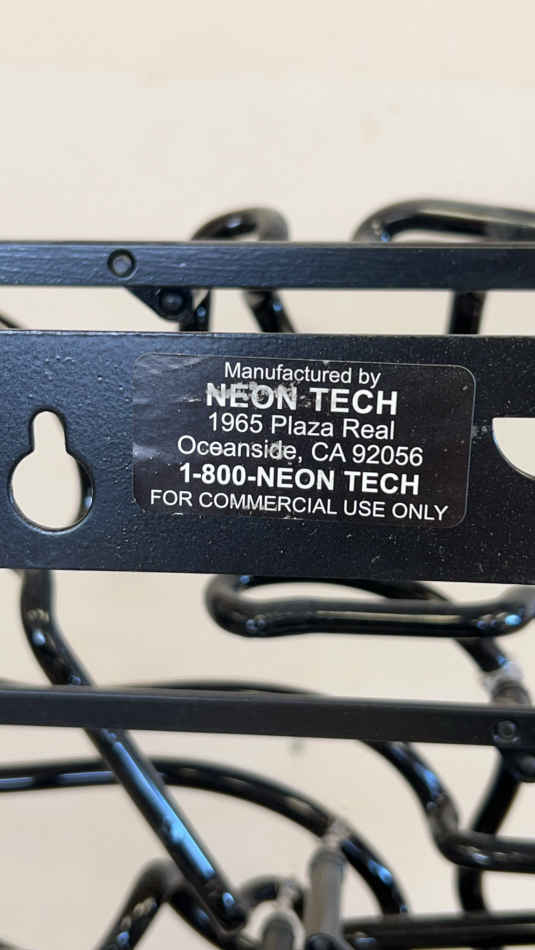 Manufactured by
NEON TECH
1965 Plaza Real
Oceanside, CA 92056
1-800-NEON TECH
FOR COMMERCIAL USE ONLY